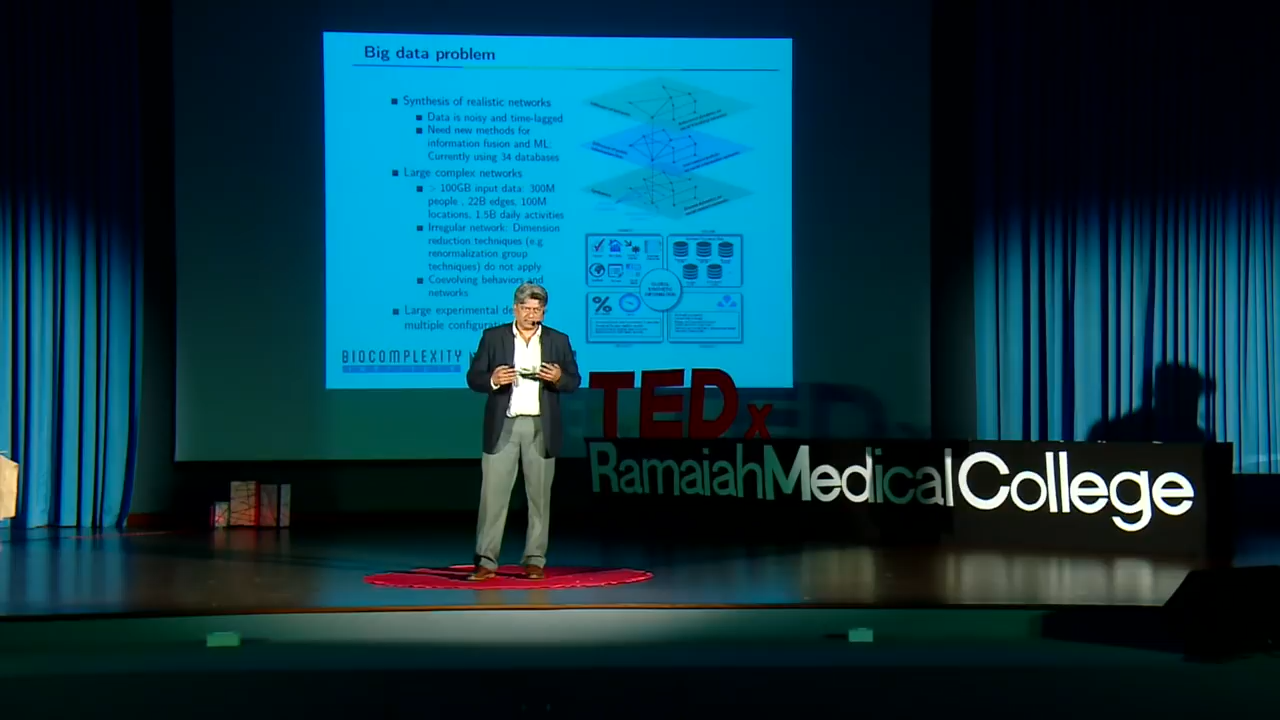 Big data problem
Synthesis of realistic networks
Data is noisy and time-lagged
Need new methods for
information fusion and ML:
Currently using 34 databases
Large complex networks
> 100GB input data: 300M
people , 22B edges, 100M
locations, 1.5B daily activities
Irregular network: Dimension
reduction techniques (e.g
renormalization group
techniques) do not apply
Coevolving behaviors and
networks
Large experimental de
multiple configurat
BIOCOMPLEXITY
INSTITUTE
TEDx
RamaiahMedicalCollege